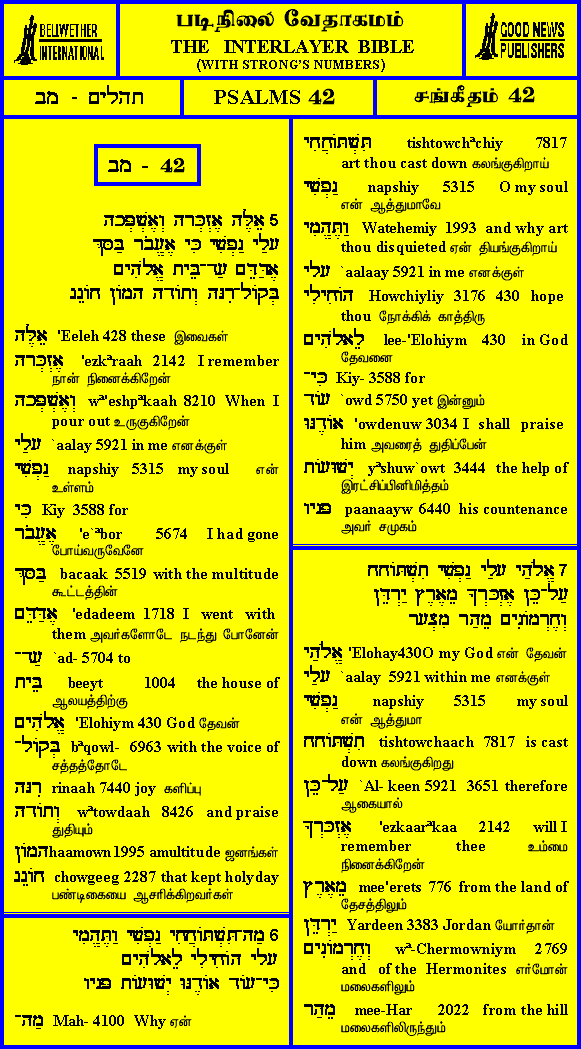 BELLWETHER
INTERNATIONAL
படிநிலை வேதாகமம்
THE INTERLAYER BIBLE
(WITH STRONG'S NUMBERS)
GOOD NEWS
PUBLISHERS
תהלים - מב
PSALMS 42
சங்கீதம் 42
מב - 42
5 אֵלֶּה אֶזְכְּרָה וְאֶשְׁפְּכָה
עָלַי נַפְשִׁי כִּי אֶעֱבֹר בַּסָּךְ
אֶדַּדֵּם עַד־בֵּית אֱלֹהִים
בְּקוֹל־רִנָּה וְתוֹדָה הָמוֹן חוֹגֵג
אֵלֶּה 'Eeleh 428 these இவைகள்
אֶזְכְּרָה 'ezkªraah 2142 I remember
நான் நினைக்கிறேன்
וְאֶשְׁפְּכָה wª'eshpªkaah 8210 When I
pour out உருகுகிறேன்
עָלַי `aalay 5921 in me எனக்குள்
נַפְשִׁי napshiy 5315 my soul என்
உள்ளம்
כִּי Kiy 3588 for
אֶעֱבֹר 'e`ªbor 5674 I had gone
போய்வருவேனே
בַּסָּךְ bacaak 5519 with the multitude
கூட்டத்தின்
אֶדַּדֵּם 'edadeem 1718 I went with
them அவர்களோடே நடந்து போனேன்
עַד־ `ad- 5704 to
בֵּית beeyt 1004 the house of
ஆலயத்திற்கு
אֱלֹהִים 'Elohiym 430 God தேவன்
בְּקוֹל־ bªqowl- 6963 with the voice of
சத்தத்தோடே
רִנָּה rinaah 7440 joy களிப்பு
וְתוֹדָה wªtowdaah 8426 and praise
துதியும்
הָמוֹן haamown1995 amultitude ஜனங்கள்
חוֹגֵג chowgeeg 2287 that kept holyday
பண்டிகையை ஆசரிக்கிறவர்கள்
6 מַה־תִּשְׁתּוֹחֲחִי נַפְשִׁי וַתֶּהֱמִי
עָלַי הוֹחִילִי לֵאלֹהִים
כִּי־עוֹד אוֹדֶנּוּ יְשׁוּעוֹת פָּנָיו
מַה־ Mah- 4100 Why ஏன்
תִּשְׁתּוֹחֲחִי tishtowchªchiy 7817
art thou cast down கலங்குகிறாய்
נַפְשִׁי napshiy 5315 O my soul
என் ஆத்துமாவே
וַתֶּהֱמִי Watehemiy 1993 and why art
thou disquieted ஏன் தியங்குகிறாய்
עָלַי `aalaay 5921 in me எனக்குள்
הוֹחִילִי Howchiyliy 3176 430 hope
thou நோக்கிக் காத்திரு
לֵאלֹהִים lee-'Elohiym 430 in God
தேவனை
כִּי־ Kiy- 3588 for
עוֹד `owd 5750 yet இன்னும்
אוֹדֶנּוּ 'owdenuw 3034 I shall praise
him அவரைத் துதிப்பேன்
יְשׁוּעוֹת yªshuw`owt 3444 the help of
இரட்சிப்பினிமித்தம்
פָּנָיו paanaayw 6440 his countenance
அவர் சமுகம்
7 אֱלֹהַי עָלַי נַפְשִׁי תִשְׁתּוֹחָח
עַל־כֵּן אֶזְכָּרְךָ מֵאֶרֶץ יַרְדֵּן
וְחֶרְמוֹנִים מֵהַר מִצְעָר
אֱלֹהַי 'Elohay430O my God என் தேவன்
עָלַי `aalay 5921 within me எனக்குள்
נַפְשִׁי napshiy 5315 my soul
என் ஆத்துமா
תִשְׁתּוֹחָח tishtowchaach 7817 is cast
down கலங்குகிறது
עַל־כֵּן `Al- keen 5921 3651 therefore
ஆகையால்
אֶזְכָּרְךָ 'ezkaarªkaa 2142 will I
remember thee உம்மை
நினைக்கிறேன்
מֵאֶרֶץ mee'erets 776 from the land of
தேசத்திலும்
יַרְדֵּן Yardeen 3383 Jordan யோர்தான்
וְחֶרְמוֹנִים wª-Chermowniym 2769
and of the Hermonites எர்மோன்
மலைகளிலும்
מֵהַר mee-Har 2022 from the hill
மலைகளிலிருந்தும்